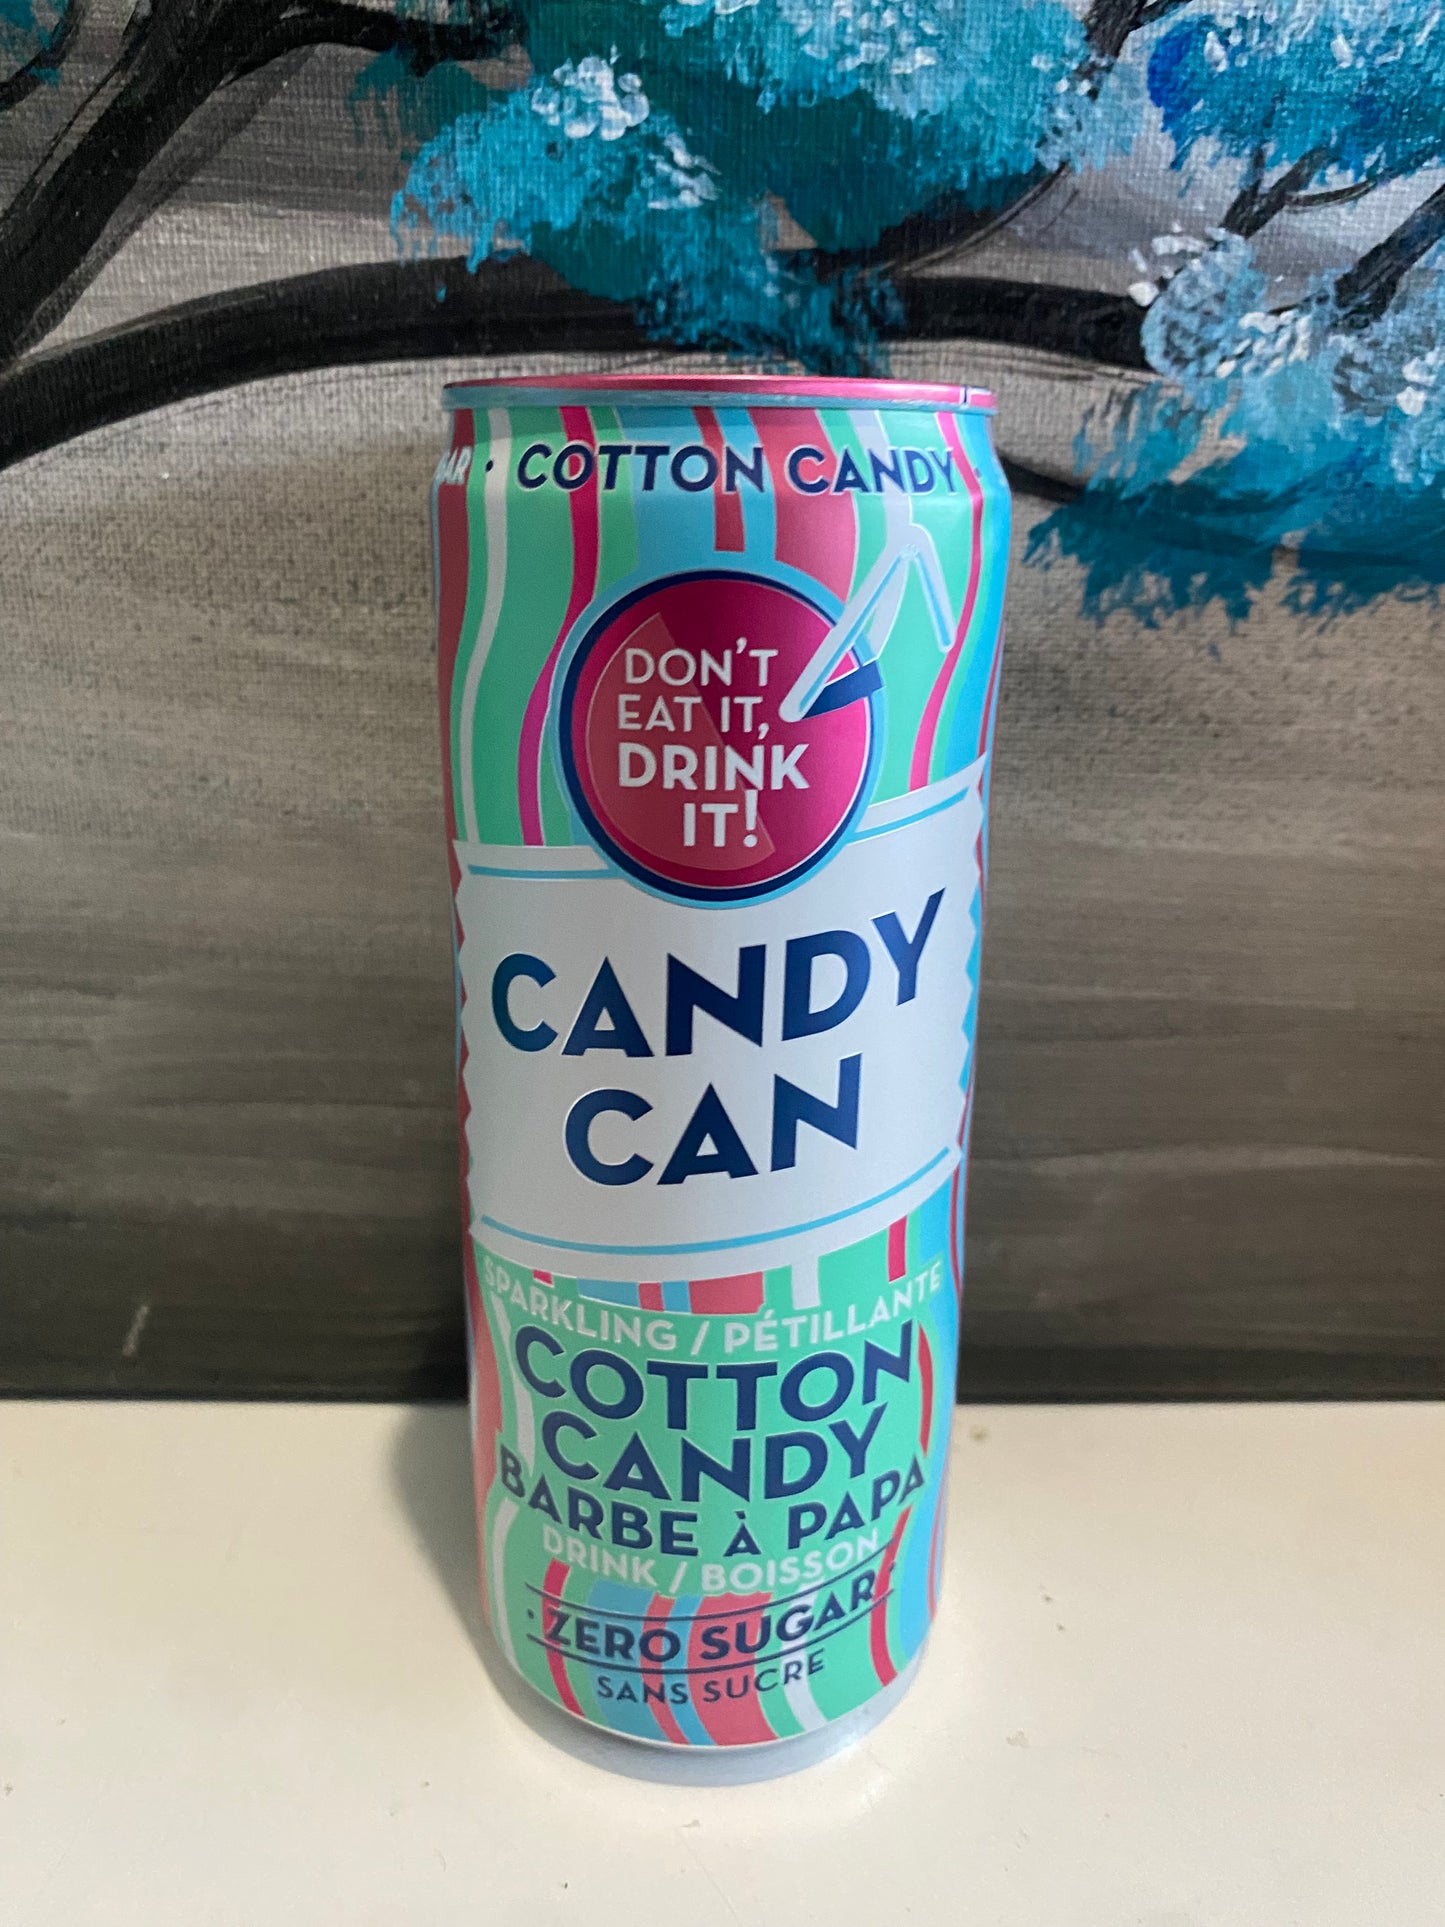 · COTTON CANDY ·
DON'T
EAT IT,
DRINK
IT!
CANDY
CAN
SPARKLING / PÉTILLANTE
COTTON
CANDY
BARBE À PAPA
DRINK / BOISSON
· ZERO SUGAR ·
SANS SUCRE